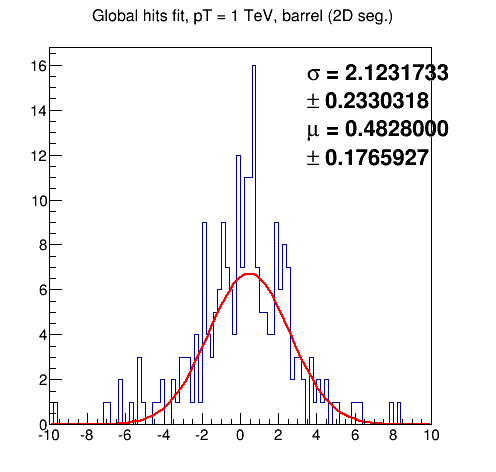 Global hits fit, pT = 1 TeV, barrel (2D seg.)
σ = 2.1231733
± 0.2330318
μ = 0.4828000
± 0.1765927
16
14
12
10
8
6
4
2
0
-10 -8 -6 -4 -2 0 2 4 6 8 10